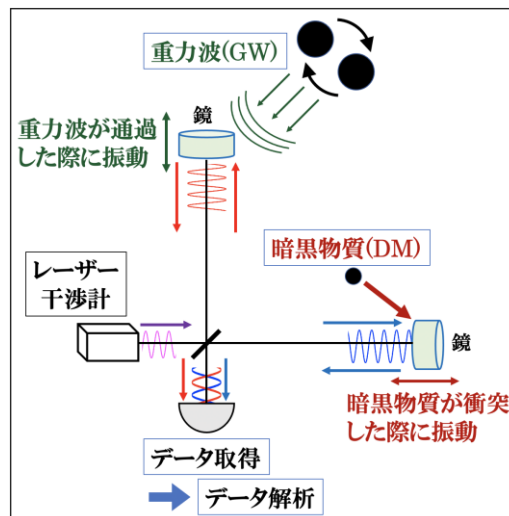 重力波(GW)
鏡
重力波が通過
した際に振動
暗黒物質(DM)
レーザー
干渉計
鏡
暗黒物質が衝突
した際に振動
データ取得
データ解析